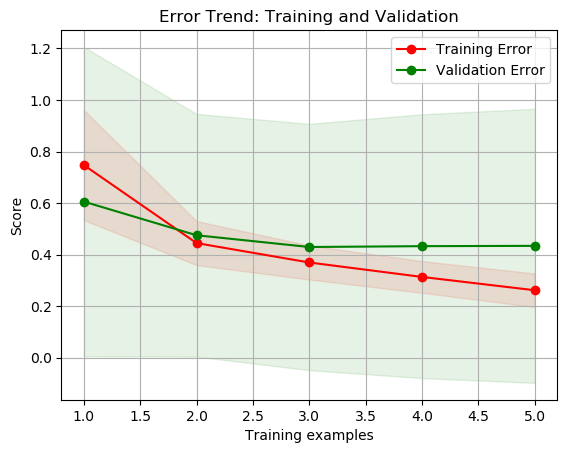 Error Trend: Training and Validation
Training Error
Validation Error
Score
1.2
1.0
0.8
0.6
0.4
0.2
0.0
1.0 1.5 2.0 2.5 3.0 3.5 4.0 4.5 5.0
Training examples